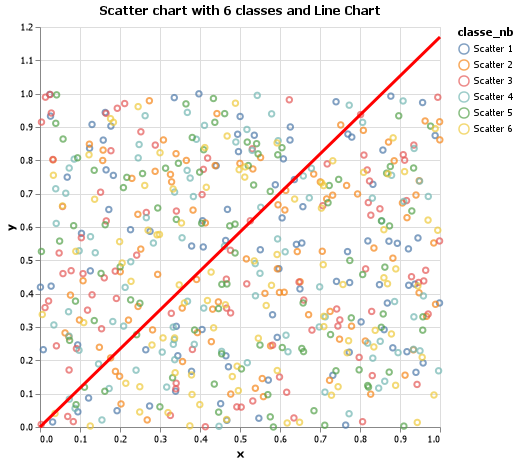 Scatter chart with 6 classes and Line Chart
classe_nb
Scatter 1
Scatter 2
Scatter 3
Scatter 4
Scatter 5
Scatter 6
1.2
1.1
1.0
0.9
0.8
0.7
0.6
0.5
0.4
0.3
0.2
0.1
0.0
y
0.0 0.1 0.2 0.3 0.4 0.5 0.6 0.7 0.8 0.9 1.0
x